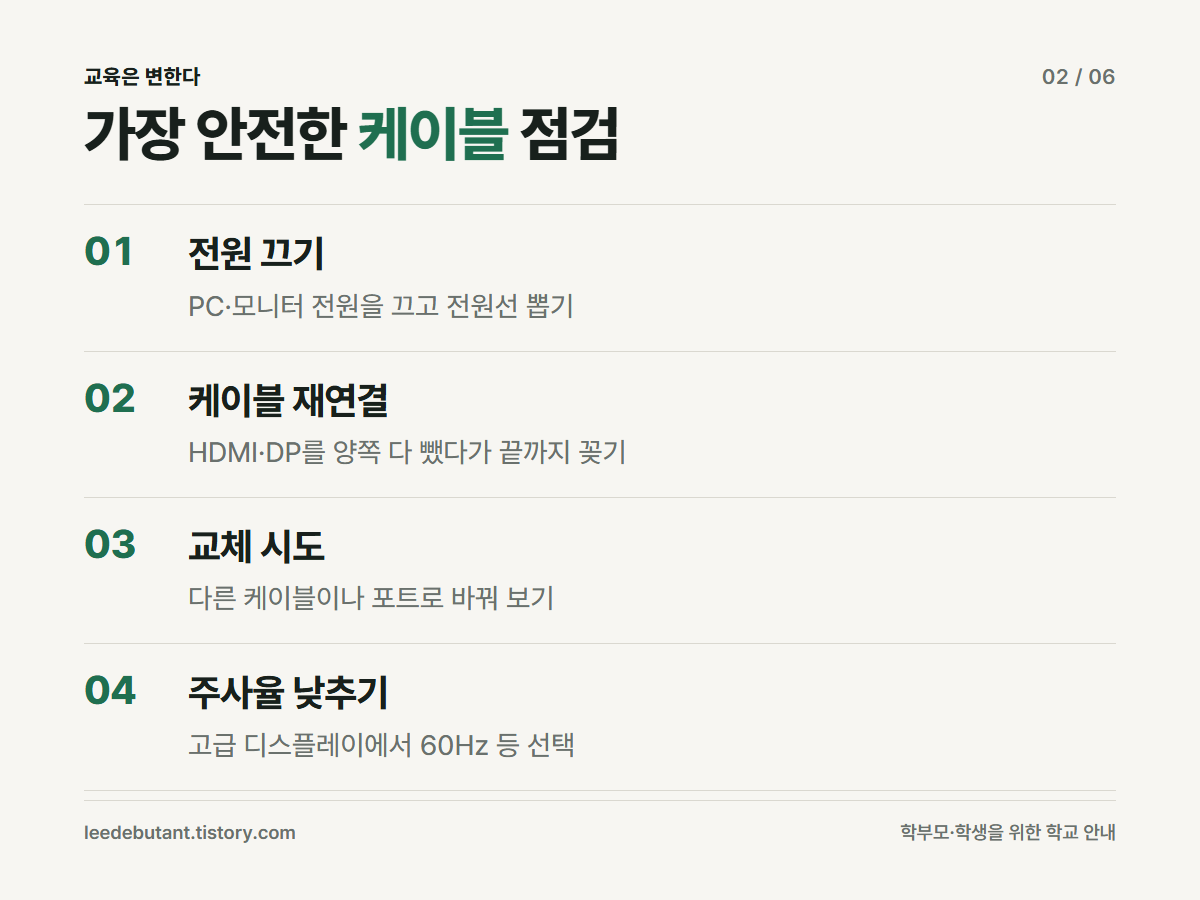 교육은 변한다
02 / 06
가장 안전한 케이블 점검
01 전원 끄기
PC·모니터 전원을 끄고 전원선 뽑기
02 케이블 재연결
HDMI·DP를 양쪽 다 뺐다가 끝까지 꽂기
03 교체 시도
다른 케이블이나 포트로 바꿔 보기
04 주사율 낮추기
고급 디스플레이에서 60Hz 등 선택
leedebutant.tistory.com
학부모·학생을 위한 학교 안내